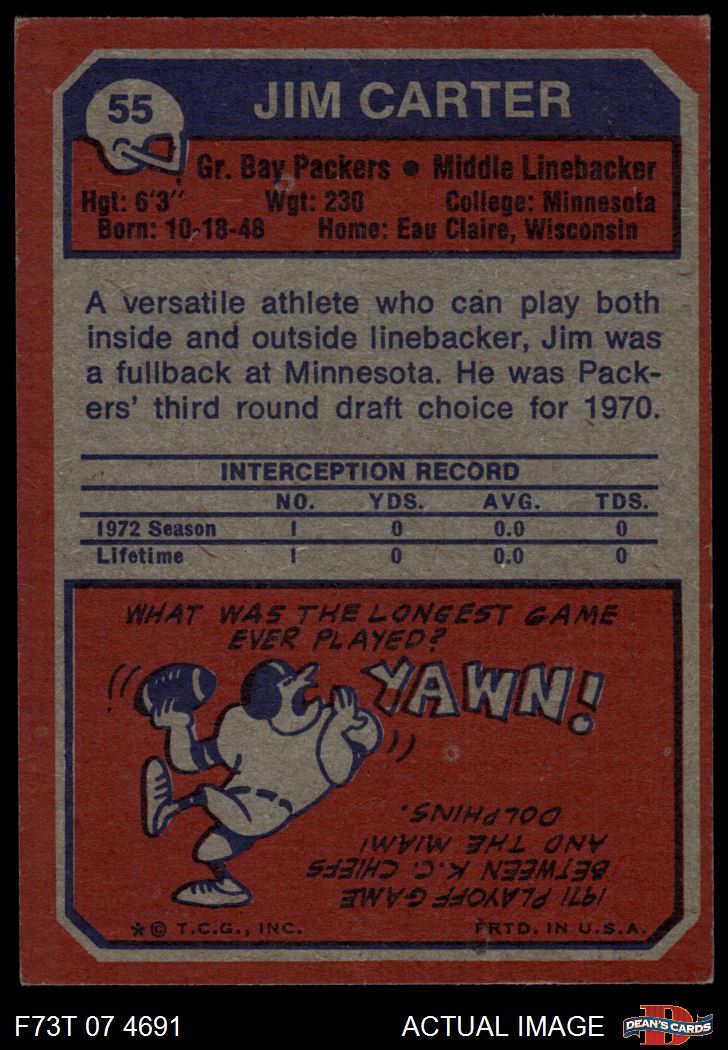 55
JIM CARTER
Gr. Bay Packers ● Middle Linebacker
Hgt: 6'3" Wgt: 230 College: Minnesota
Born: 10-18-48 Home: Eau Claire, Wisconsin
A versatile athlete who can play both
inside and outside linebacker, Jim was
a fullback at Minnesota. He was Pack-
ers' third round draft choice for 1970.
INTERCEPTION RECORD
NO. YDS. AVG. TDS.
1972 Season 1 0 0.0 0
Lifetime 1 0 0.0 0
WHAT WAS THE LONGEST GAME
EVER PLAYED?
YAWN!
1971 PLAYOFF GAME
BETWEEN K.C. CHIEFS
AND THE MIAMI
DOLPHINS.
* © T.C.G., INC. PRTD. IN U.S.A.
F73T 07 4691 ACTUAL IMAGE
D
DEAN'S CARDS